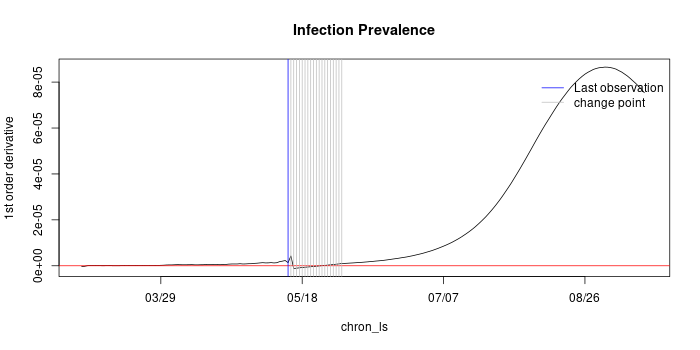 Infection Prevalence
1st order derivative
8e-05
6e-05
4e-05
2e-05
0e+00
Last observation
change point
03/29 05/18 07/07 08/26
chron_ls